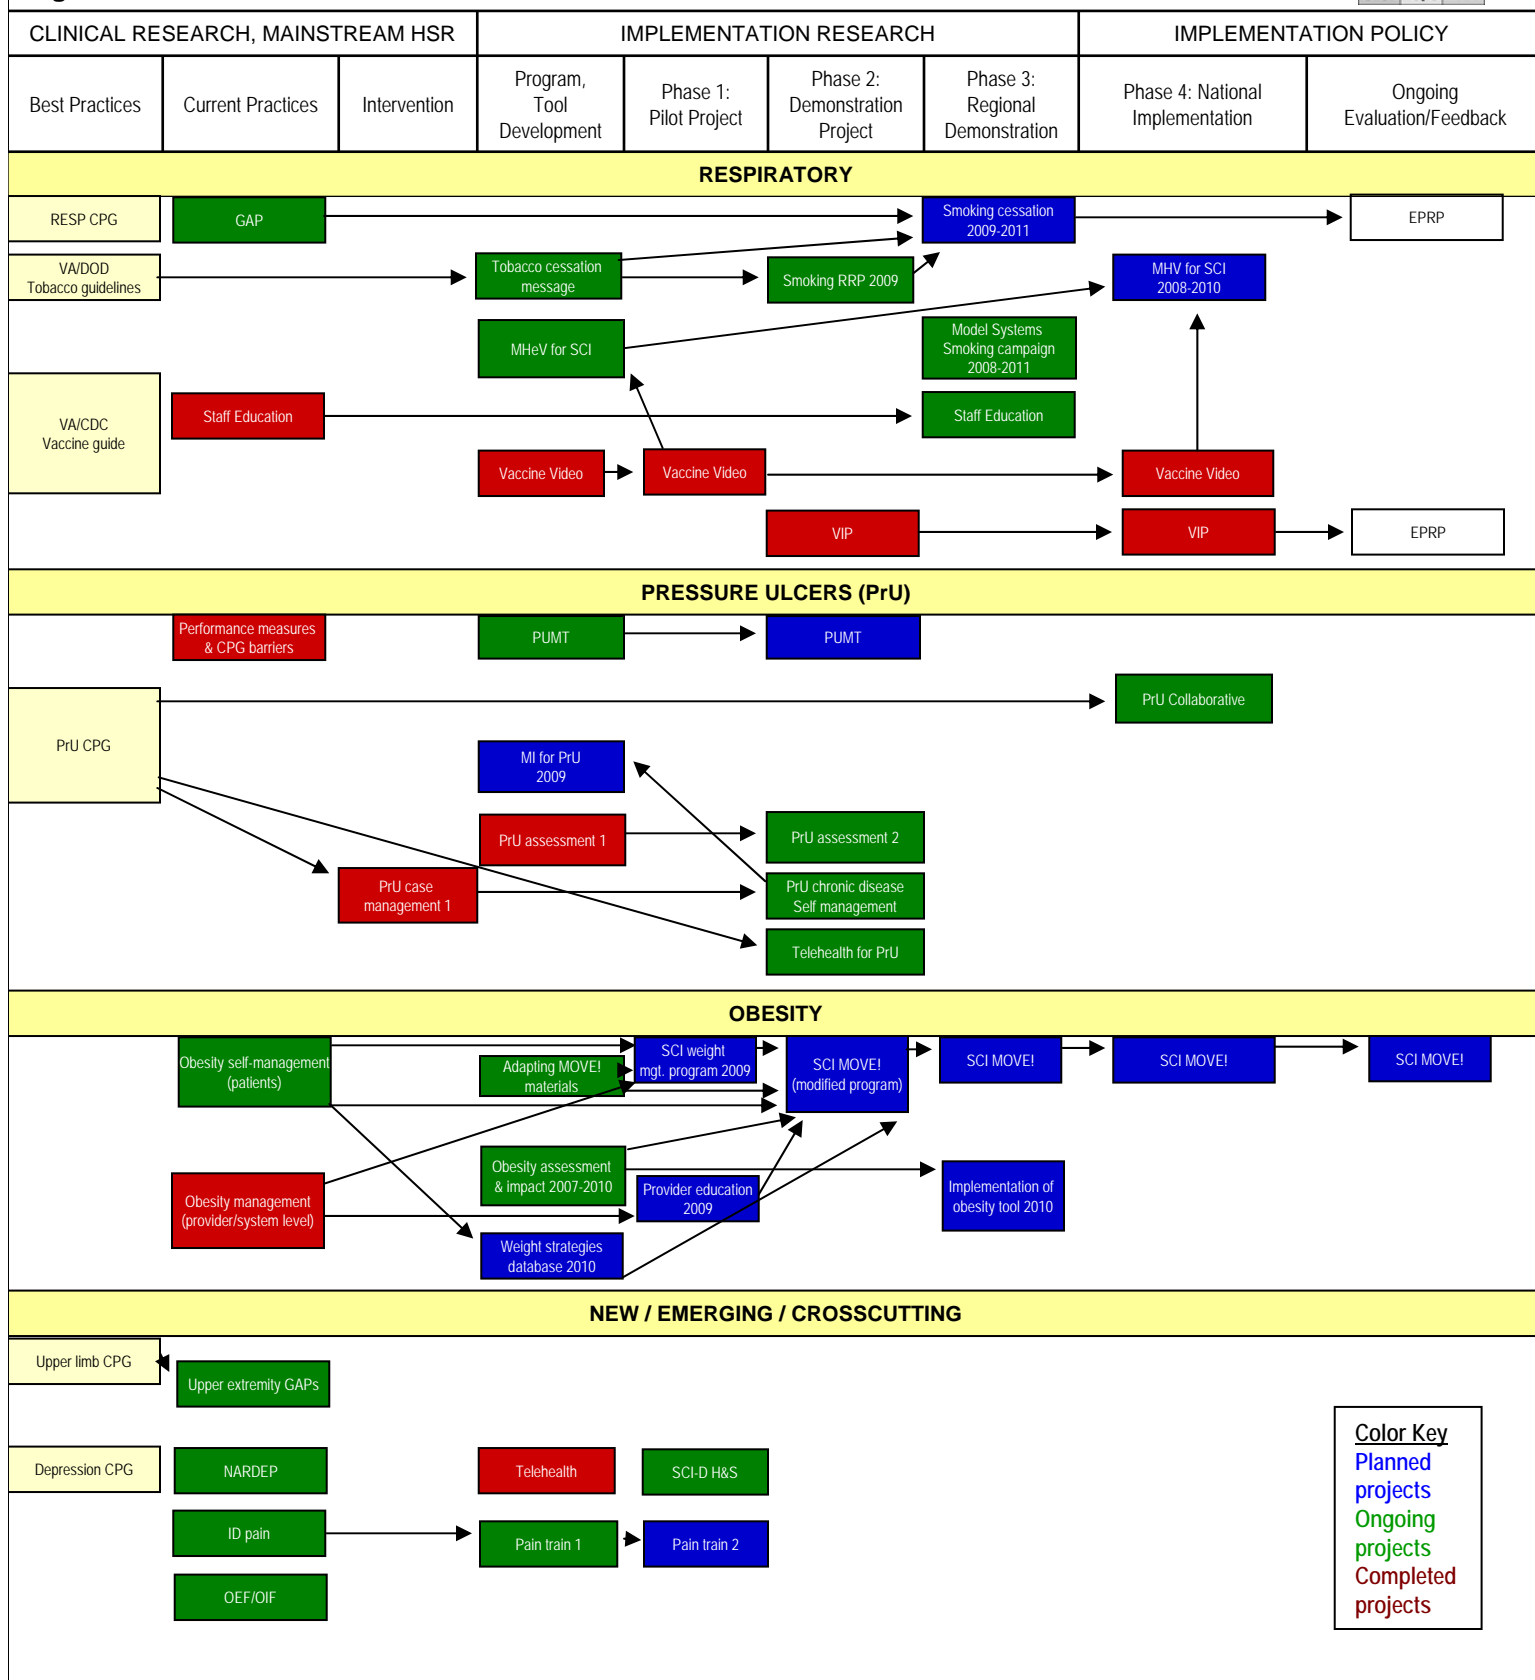 CLINICAL RESEARCH, MAINSTREAM HSR
IMPLEMENTATION RESEARCH
IMPLEMENTATION POLICY
Best Practices
Current Practices
Intervention
Program,
Tool
Development
Phase 1:
Pilot Project
Phase 2:
Demonstration
Project
Phase 3:
Regional
Demonstration
Phase 4: National
Implementation
Ongoing
Evaluation/Feedback
RESPIRATORY
RESP CPG
GAP
Smoking cessation
2009-2011
EPRP
VA/DOD
Tobacco guidelines
Tobacco cessation
message
Smoking RRP 2009
MHV for SCI
2008-2010
MHeV for SCI
Model Systems
Smoking campaign
2008-2011
VA/CDC
Vaccine guide
Staff Education
Staff Education
Vaccine Video
Vaccine Video
Vaccine Video
VIP
VIP
EPRP
PRESSURE ULCERS (PrU)
Performance measures
& CPG barriers
PUMT
PUMT
PrU Collaborative
PrU CPG
MI for PrU
2009
PrU assessment 1
PrU assessment 2
PrU case
management 1
PrU chronic disease
Self management
Telehealth for PrU
OBESITY
Obesity self-management
(patients)
Adapting MOVE!
materials
SCI weight
mgt. program 2009
SCI MOVE!
(modified program)
SCI MOVE!
SCI MOVE!
SCI MOVE!
Obesity assessment
& impact 2007-2010
Obesity management
(provider/system level)
Provider education
2009
Implementation of
obesity tool 2010
Weight strategies
database 2010
NEW / EMERGING / CROSSCUTTING
Upper limb CPG
Upper extremity GAPs
Depression CPG
NARDEP
Telehealth
SCI-D H&S
ID pain
Pain train 1
Pain train 2
OEF/OIF
Color Key
Planned
projects
Ongoing
projects
Completed
projects